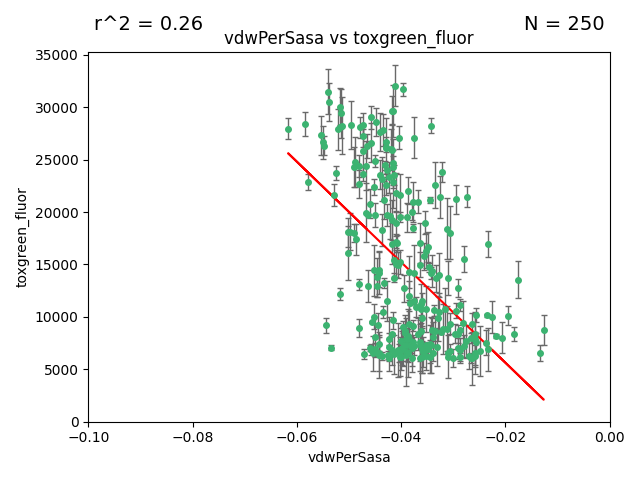 r^2 = 0.26
N = 250
vdwPerSasa vs toxgreen_fluor
35000
30000
25000
20000
15000
10000
5000
0
toxgreen_fluor
−0.10
−0.08
−0.06
−0.04
−0.02
0.00
vdwPerSasa